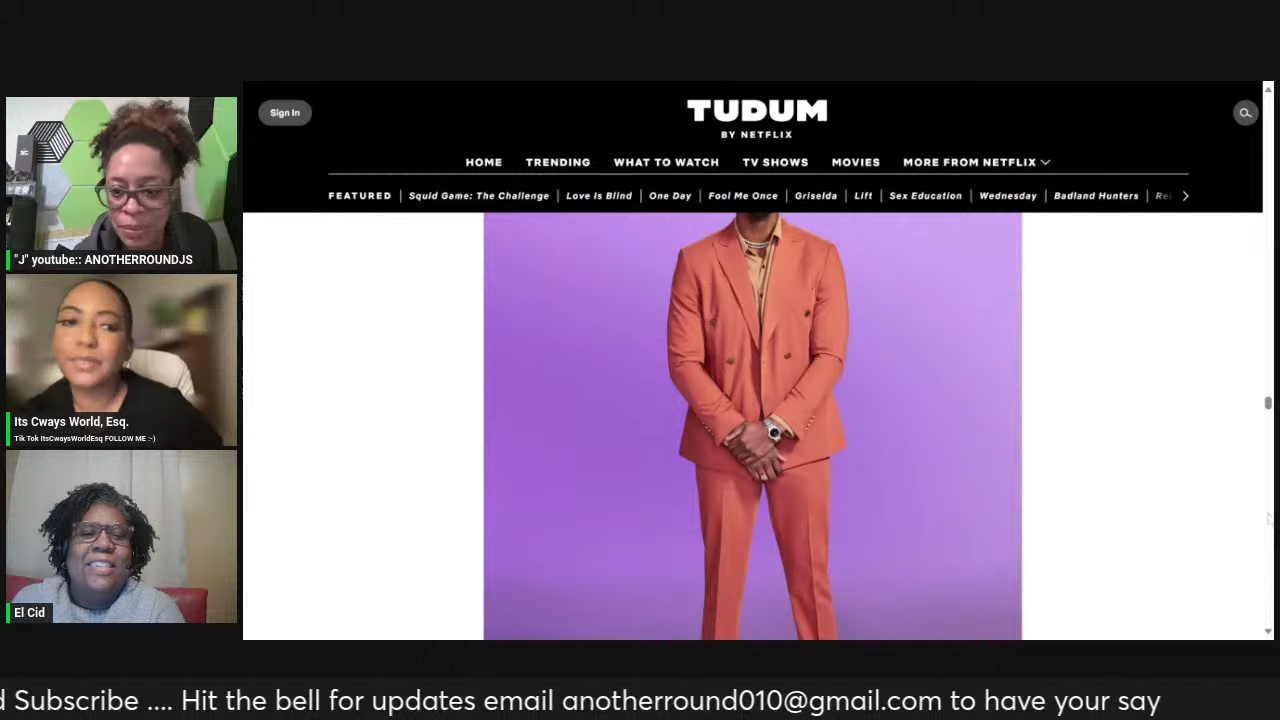 Sign In
TUDUM
BY NETFLIX
HOME TRENDING WHAT TO WATCH TV SHOWS MOVIES MORE FROM NETFLIX
FEATURED | Squid Game: The Challenge | Love Is Blind | One Day | Fool Me Once | Griselda | Lift | Sex Education | Wednesday | Badland Hunters |
"J" youtube:: ANOTHERROUNDJS
Its Cways World, Esq.
Tik Tok ItsCwaysWorldEsq FOLLOW ME :-)
El Cid
d Subscribe .... Hit the bell for updates email anotherround010@gmail.com to have your say